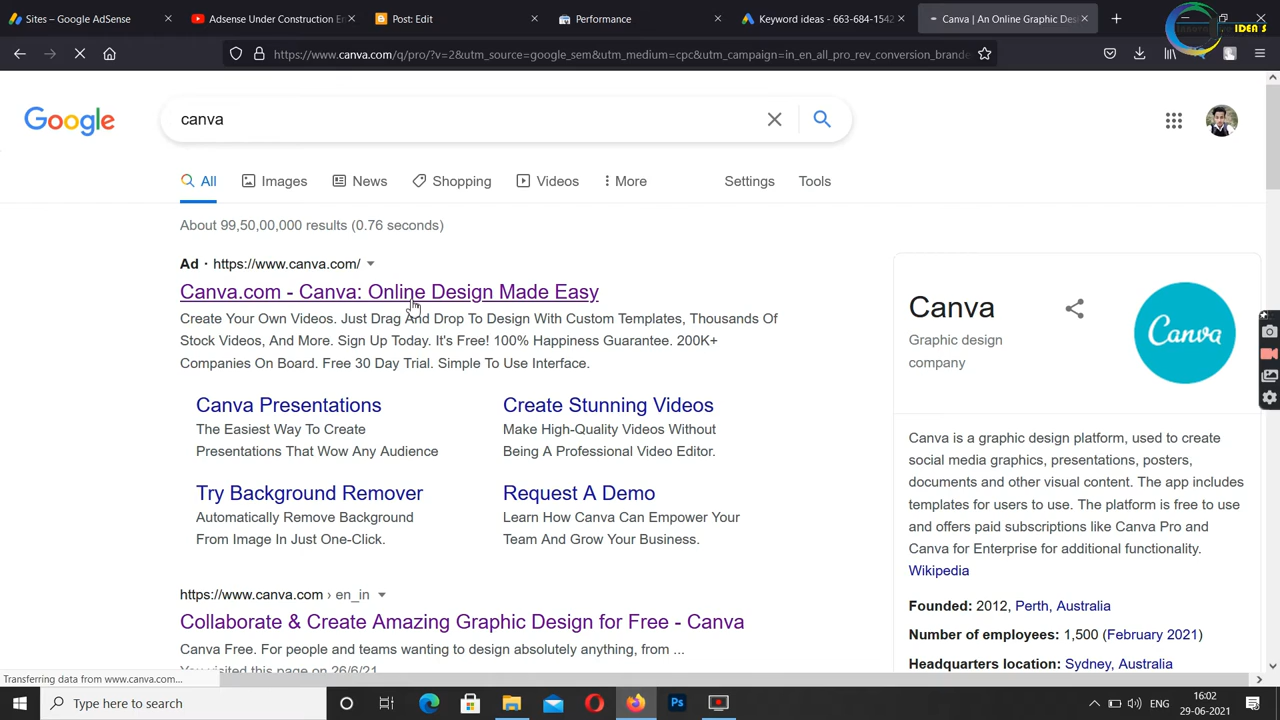 Sites – Google AdSense
Adsense Under Construction E
Post: Edit
Performance
Keyword ideas - 663-684-1542
Canva | An Online Graphic Des
IDEA S
https://www.canva.com/q/pro/?v=2&utm_source=google_sem&utm_medium=cpc&utm_campaign=in_en_all_pro_rev_conversion_brande
Google
canva
All
Images
News
Shopping
Videos
More
Settings
Tools
About 99,50,00,000 results (0.76 seconds)
Ad · https://www.canva.com/
Canva.com - Canva: Online Design Made Easy
Create Your Own Videos. Just Drag And Drop To Design With Custom Templates, Thousands Of
Stock Videos, And More. Sign Up Today. It's Free! 100% Happiness Guarantee. 200K+
Companies On Board. Free 30 Day Trial. Simple To Use Interface.
Canva Presentations
The Easiest Way To Create
Presentations That Wow Any Audience
Create Stunning Videos
Make High-Quality Videos Without
Being A Professional Video Editor.
Try Background Remover
Automatically Remove Background
From Image In Just One-Click.
Request A Demo
Learn How Canva Can Empower Your
Team And Grow Your Business.
https://www.canva.com › en_in
Collaborate & Create Amazing Graphic Design for Free - Canva
Canva Free. For people and teams wanting to design absolutely anything, from ...
You visited this page on 26/6/21
Canva
Graphic design
company
Canva
Canva is a graphic design platform, used to create
social media graphics, presentations, posters,
documents and other visual content. The app includes
templates for users to use. The platform is free to use
and offers paid subscriptions like Canva Pro and
Canva for Enterprise for additional functionality.
Wikipedia
Founded: 2012, Perth, Australia
Number of employees: 1,500 (February 2021)
Headquarters location: Sydney, Australia
Transferring data from www.canva.com...
Type here to search
Ps
ENG
16:02
29-06-2021